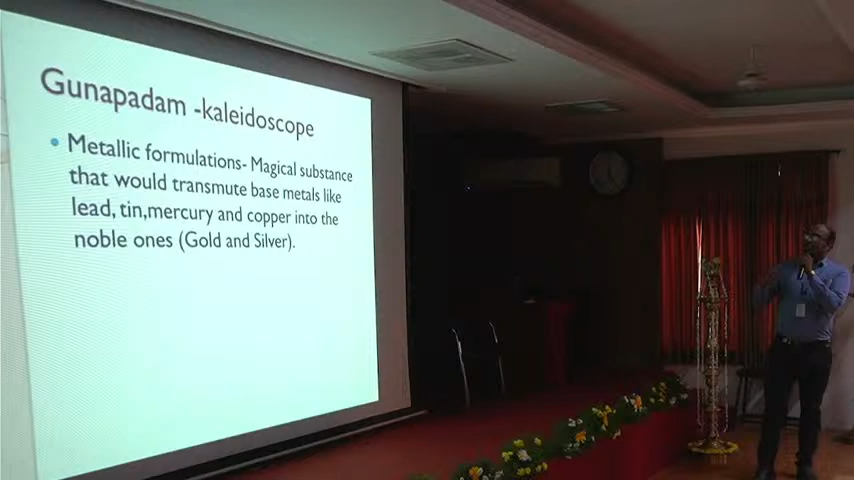 Gunapadam -kaleidoscope
• Metallic formulations- Magical substance
that would transmute base metals like
lead, tin,mercury and copper into the
noble ones (Gold and Silver).